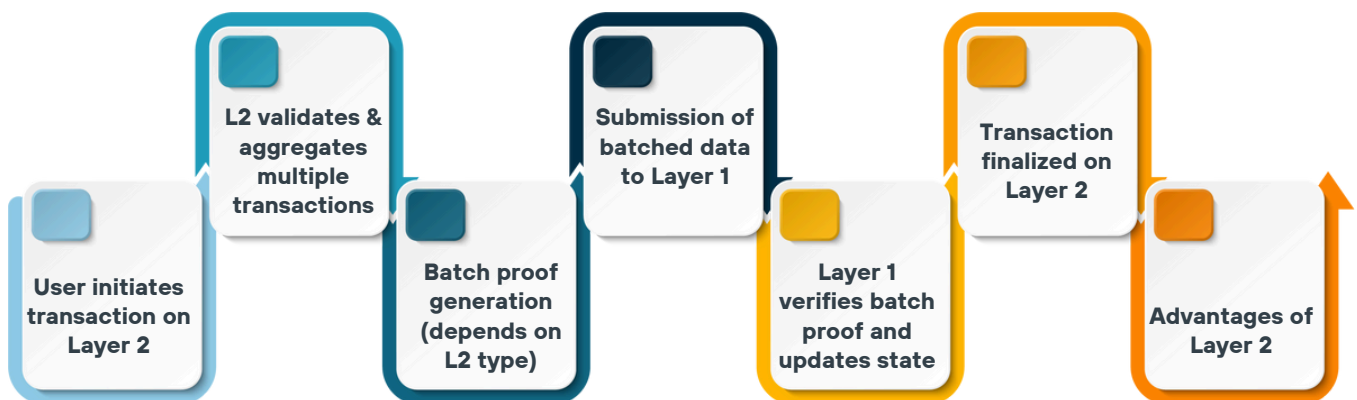 User initiates
transaction on
Layer 2
L2 validates &
aggregates
multiple
transactions
Batch proof
generation
(depends on
L2 type)
Submission of
batched data
to Layer 1
Layer 1
verifies batch
proof and
updates state
Transaction
finalized on
Layer 2
Advantages of
Layer 2